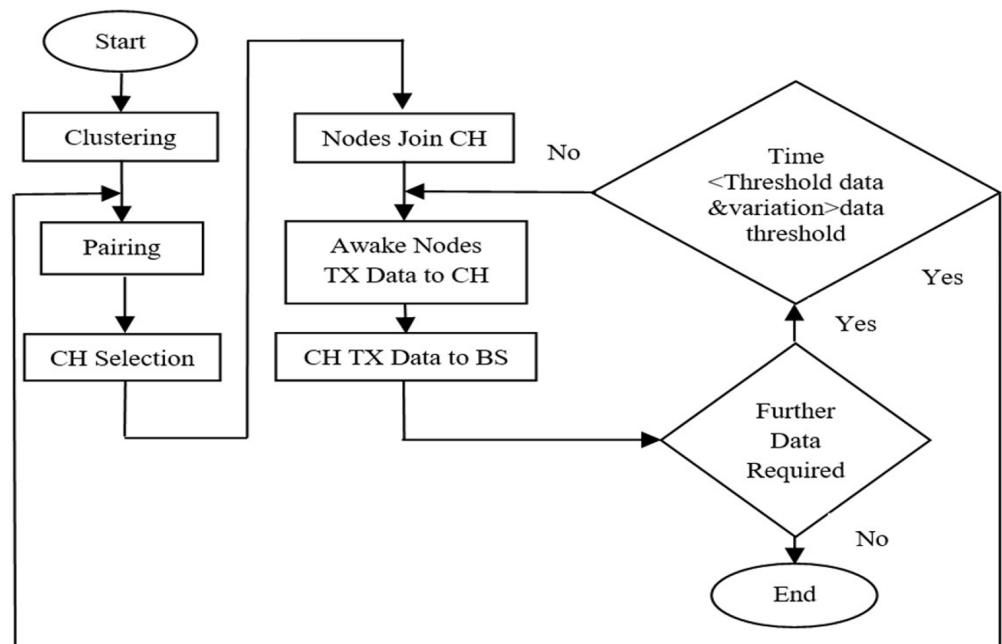 Start
Clustering
Pairing
CH Selection
Nodes Join CH
Awake Nodes
TX Data to CH
CH TX Data to BS
No
Time
<Threshold data
&variation>data
threshold
Yes
Yes
Further
Data
Required
No
End